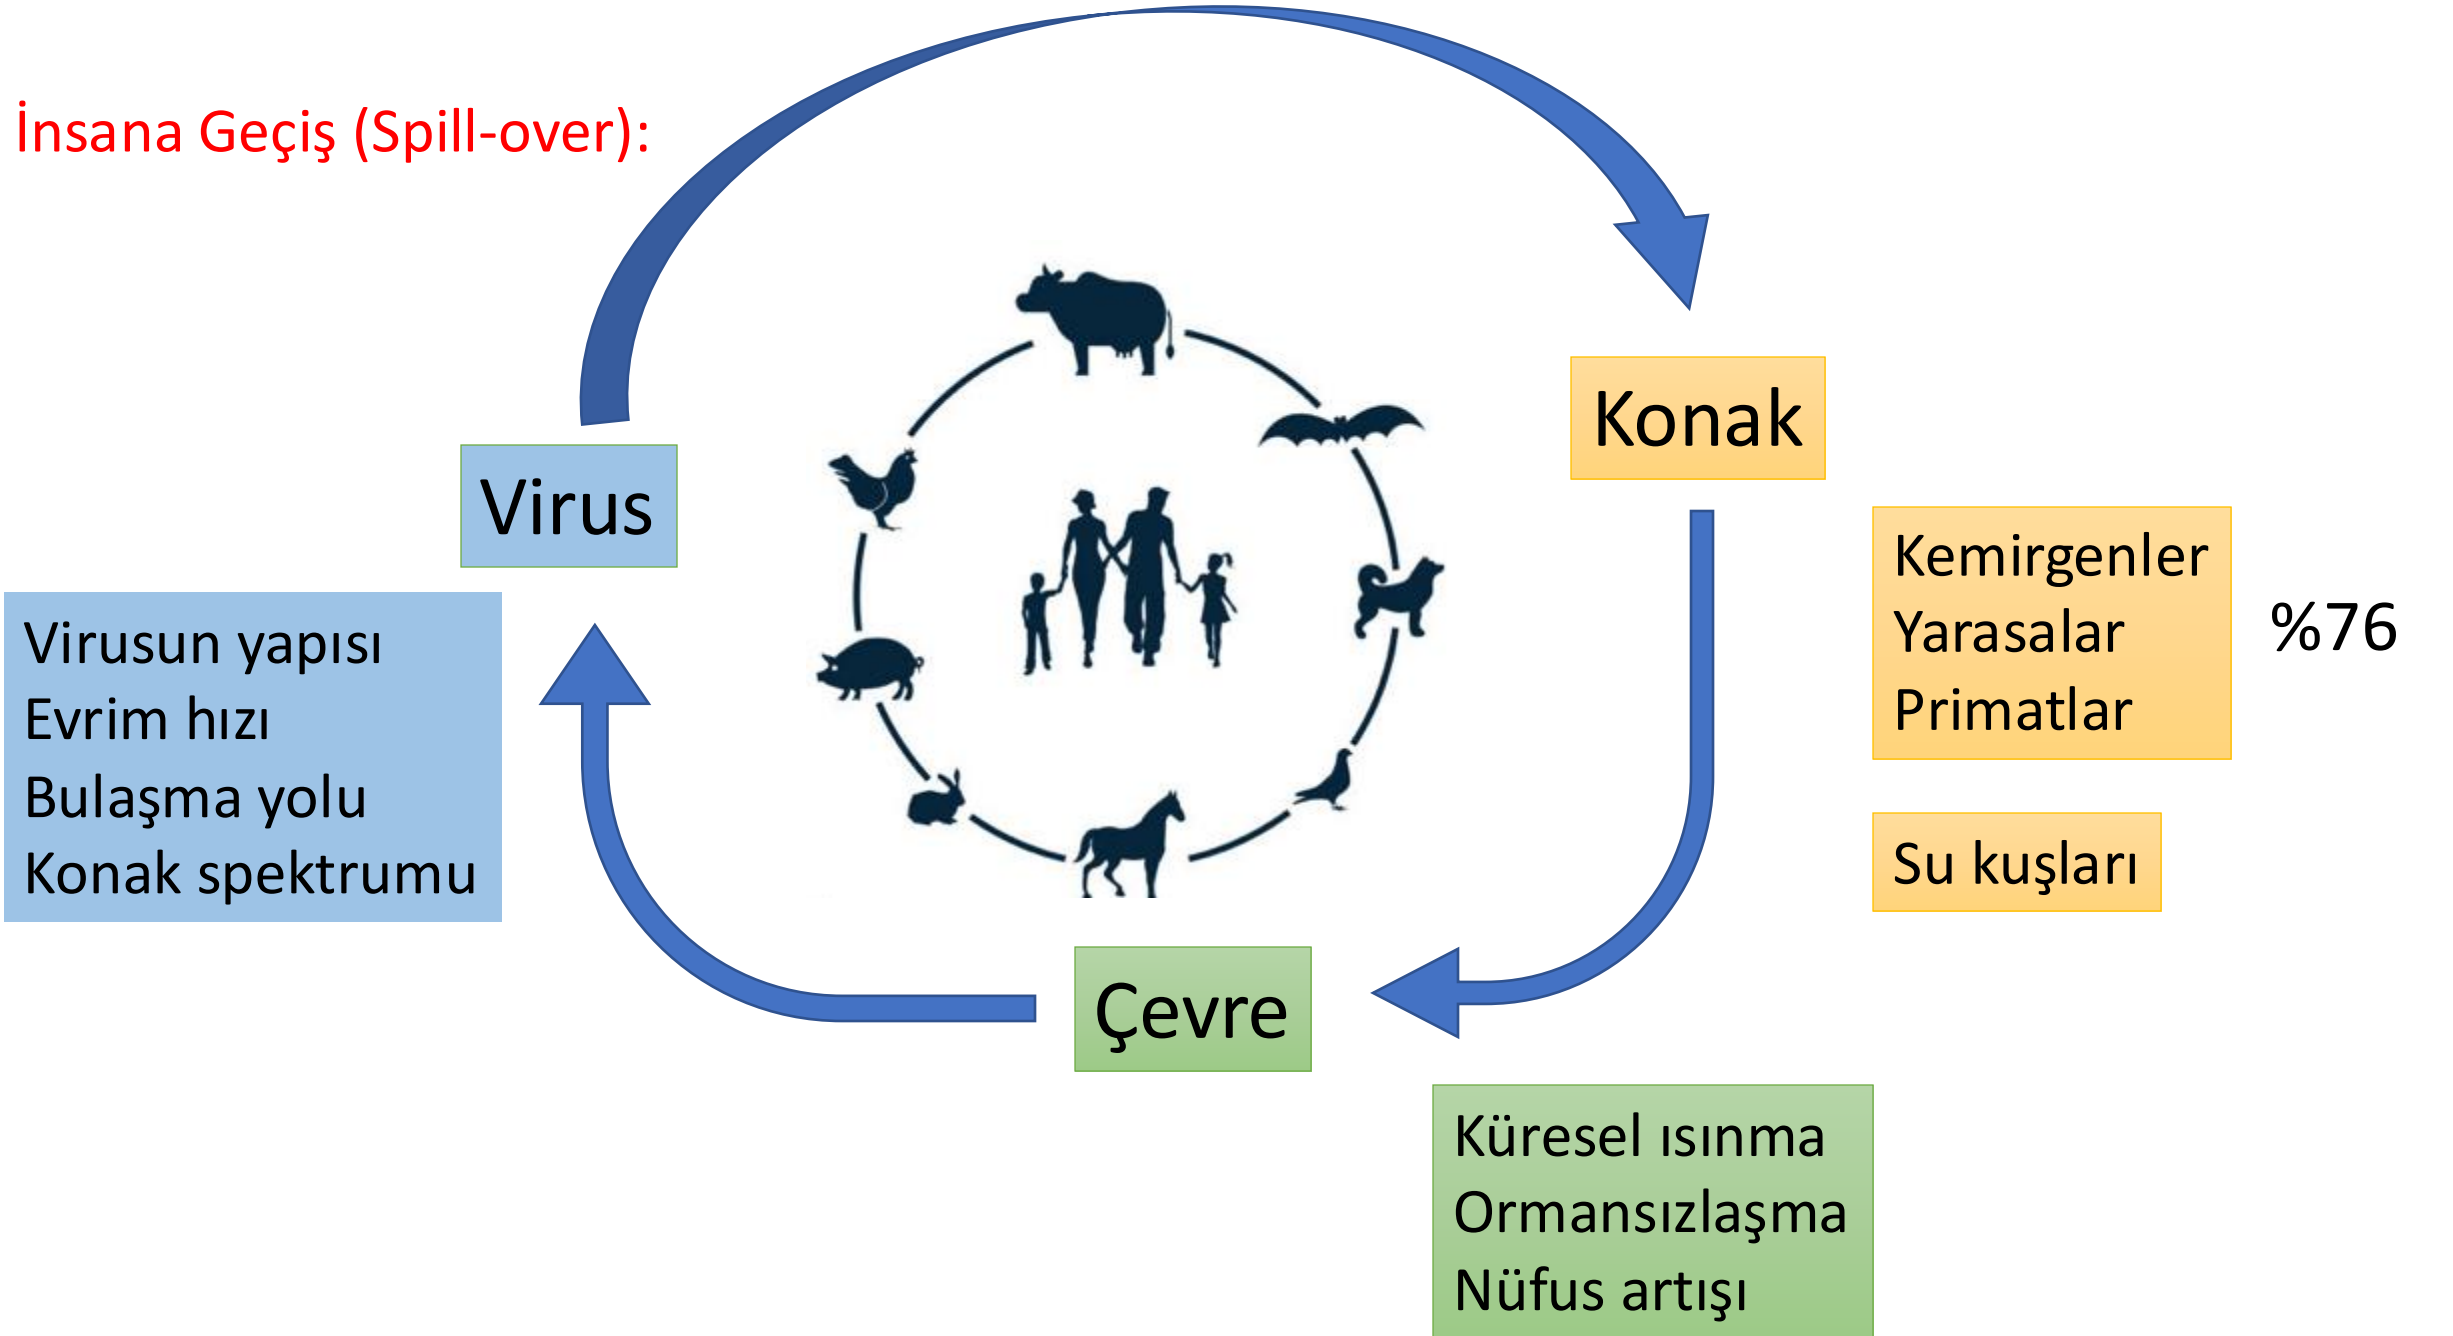 İnsana Geçiş (Spill-over):
Virus
Virusun yapısı
Evrim hızı
Bulaşma yolu
Konak spektrumu
Konak
Kemirgenler
Yarasalar
Primatlar
%76
Su kuşları
Çevre
Küresel ısınma
Ormansızlaşma
Nüfus artışı